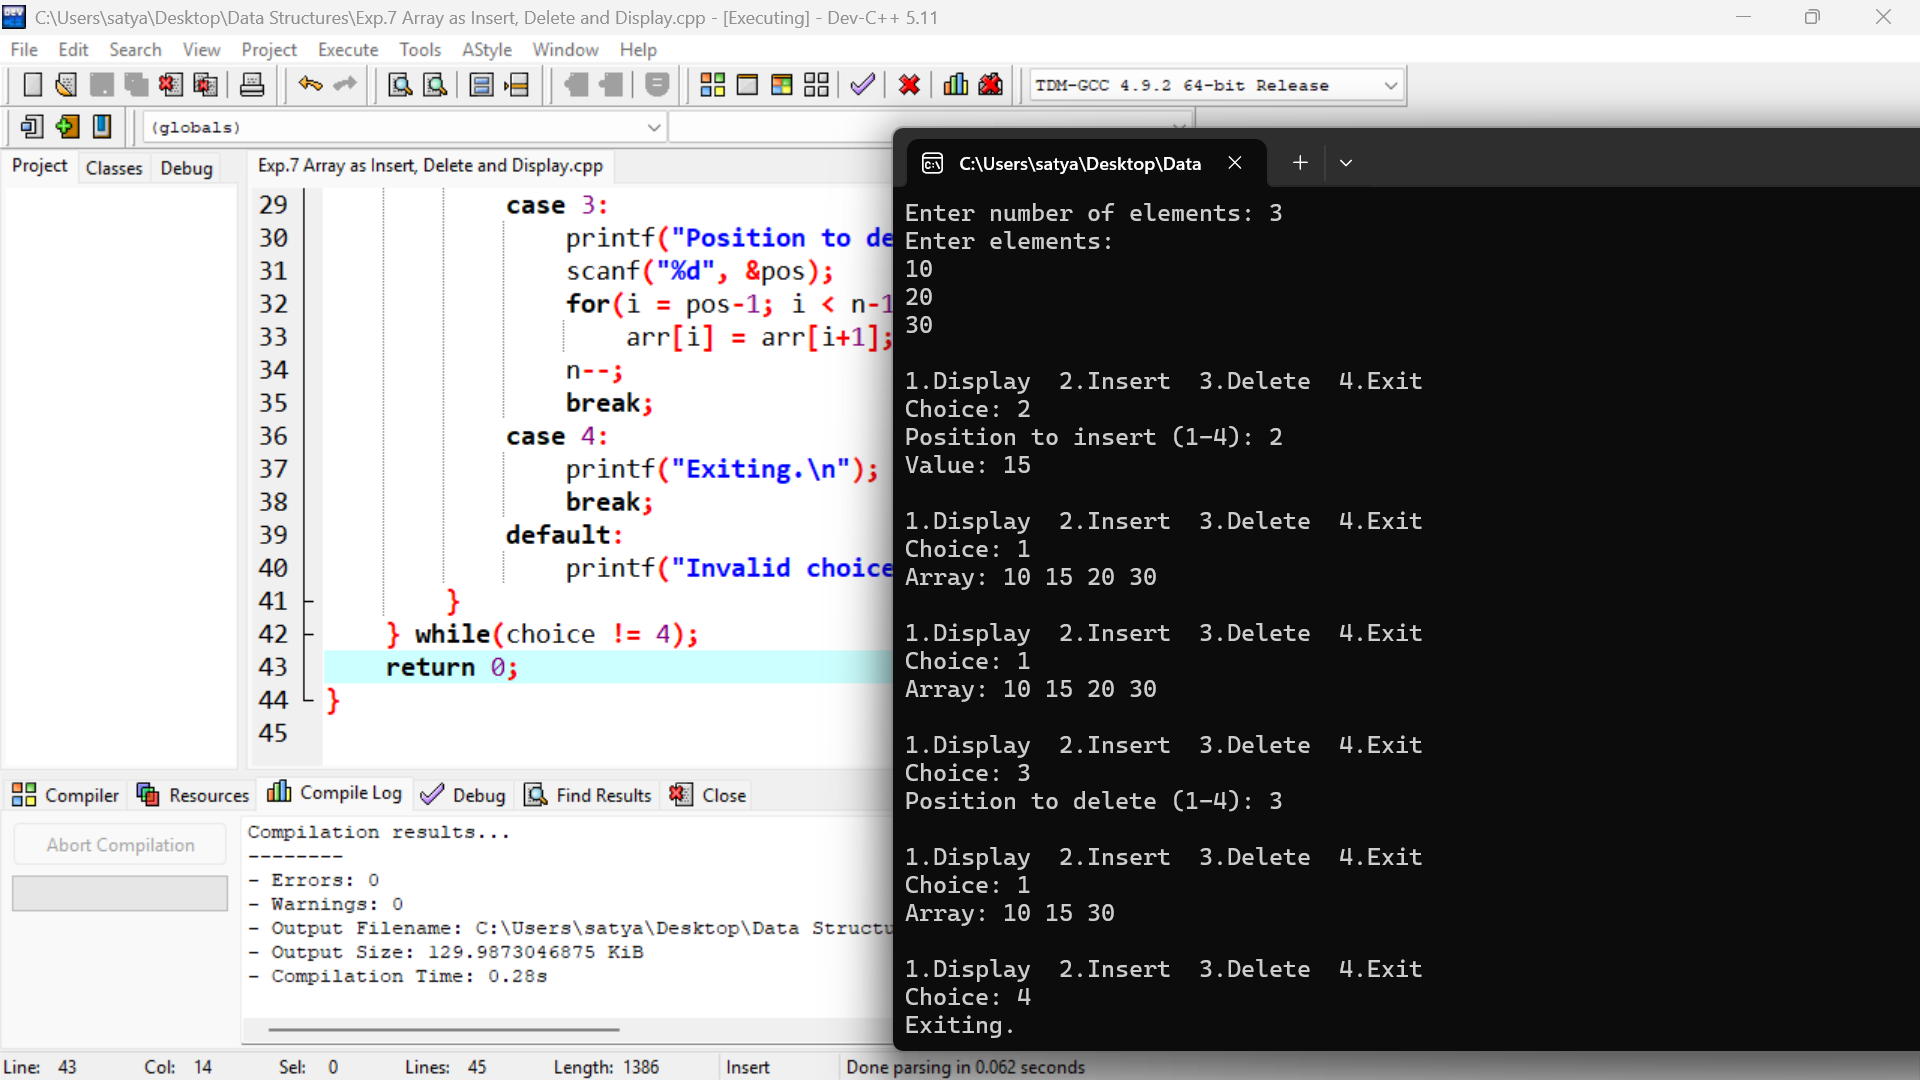 C:\Users\satya\Desktop\Data Structures\Exp.7 Array as Insert, Delete and Display.cpp - [Executing] - Dev-C++ 5.11
File Edit Search View Project Execute Tools AStyle Window Help
TDM-GCC 4.9.2 64-bit Release
(globals)
Project Classes Debug
Exp.7 Array as Insert, Delete and Display.cpp
29 case 3:
30 printf("Position to de
31 scanf("%d", &pos);
32 for(i = pos-1; i < n-1
33 arr[i] = arr[i+1];
34 n--;
35 break;
36 case 4:
37 printf("Exiting.\n");
38 break;
39 default:
40 printf("Invalid choice
41 }
42 } while(choice != 4);
43 return 0;
44 }
45
Compiler Resources Compile Log Debug Find Results Close
Abort Compilation
Compilation results...
--------
- Errors: 0
- Warnings: 0
- Output Filename: C:\Users\satya\Desktop\Data Structu
- Output Size: 129.9873046875 KiB
- Compilation Time: 0.28s
Line: 43 Col: 14 Sel: 0 Lines: 45 Length: 1386 Insert Done parsing in 0.062 seconds
C:\Users\satya\Desktop\Data
Enter number of elements: 3
Enter elements:
10
20
30
1.Display 2.Insert 3.Delete 4.Exit
Choice: 2
Position to insert (1-4): 2
Value: 15
1.Display 2.Insert 3.Delete 4.Exit
Choice: 1
Array: 10 15 20 30
1.Display 2.Insert 3.Delete 4.Exit
Choice: 1
Array: 10 15 20 30
1.Display 2.Insert 3.Delete 4.Exit
Choice: 3
Position to delete (1-4): 3
1.Display 2.Insert 3.Delete 4.Exit
Choice: 1
Array: 10 15 30
1.Display 2.Insert 3.Delete 4.Exit
Choice: 4
Exiting.